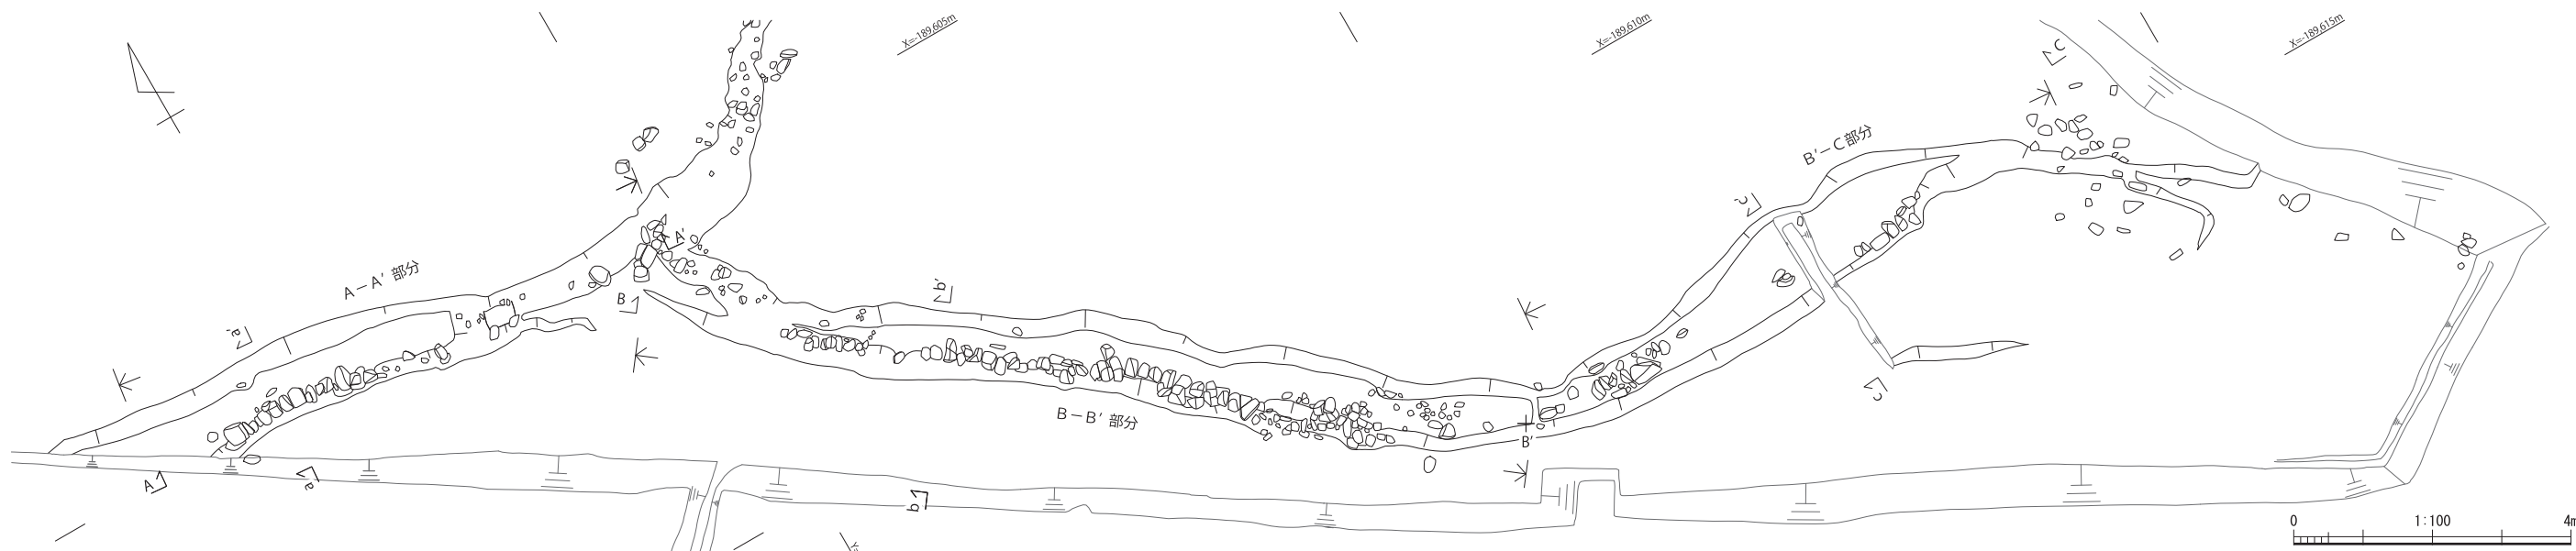 X=-189,605m
X=-189,610m
X=-189,615m
C
B'－C 部分
c'
A'
A－A' 部分
B
b'
a'
c
B－B' 部分
B'
A
a
b
0 1:100 4m